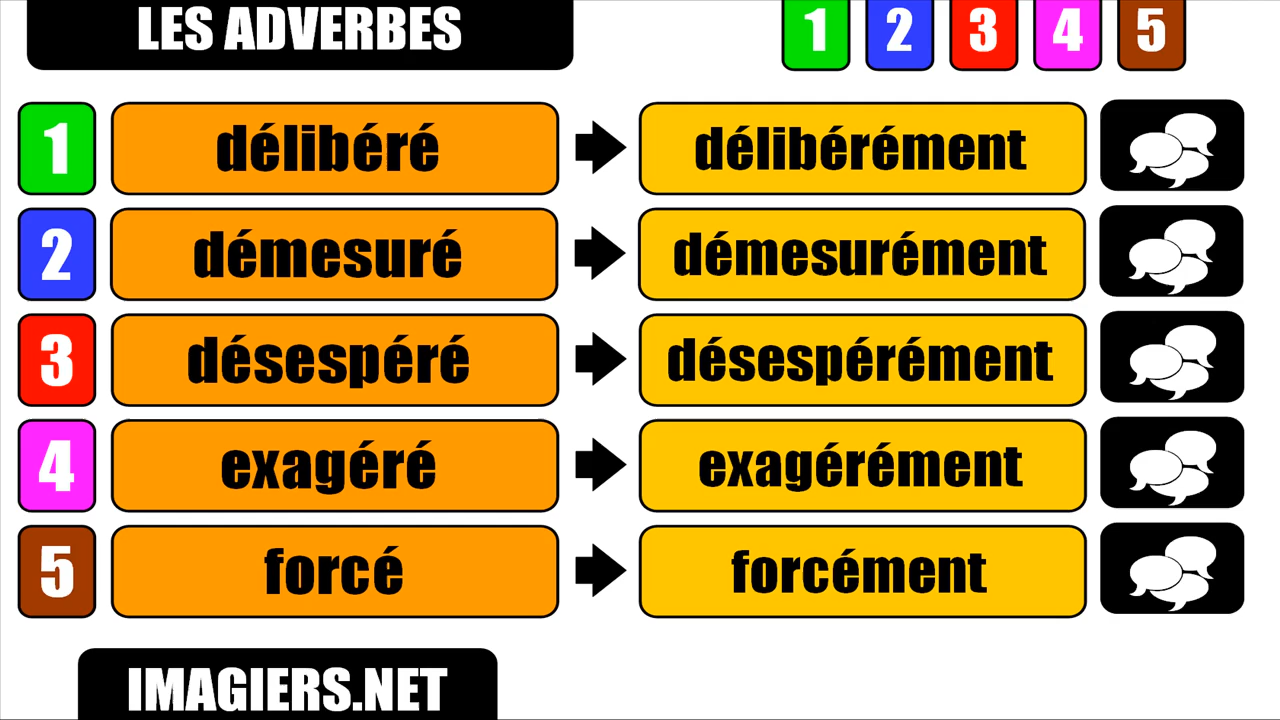 LES ADVERBES
1 2 3 4 5
1 délibéré délibérément
2 démesuré démesurément
3 désespéré désespérément
4 exagéré exagérément
5 forcé forcément
IMAGIERS.NET